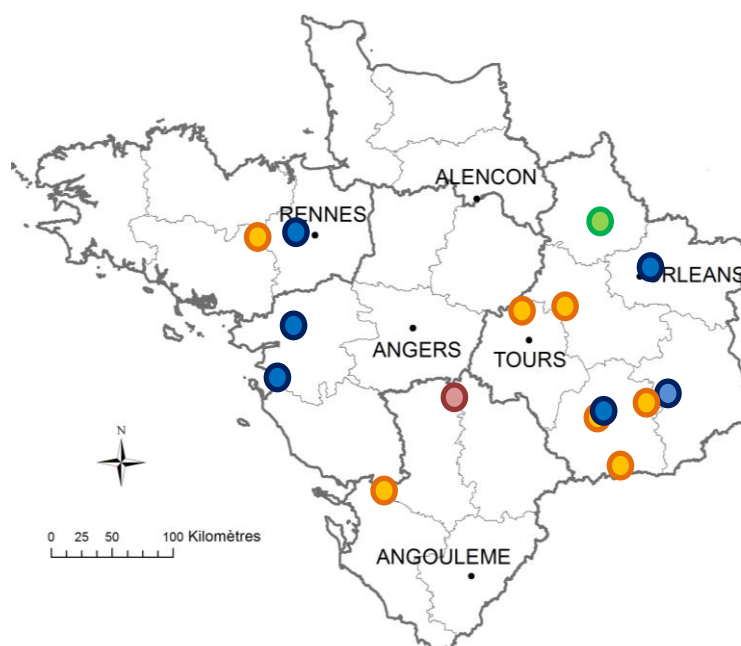 ALENCON
RENNES
RLEANS
ANGERS
TOURS
N
0 25 50 100 Kilomètres
ANGOULEME